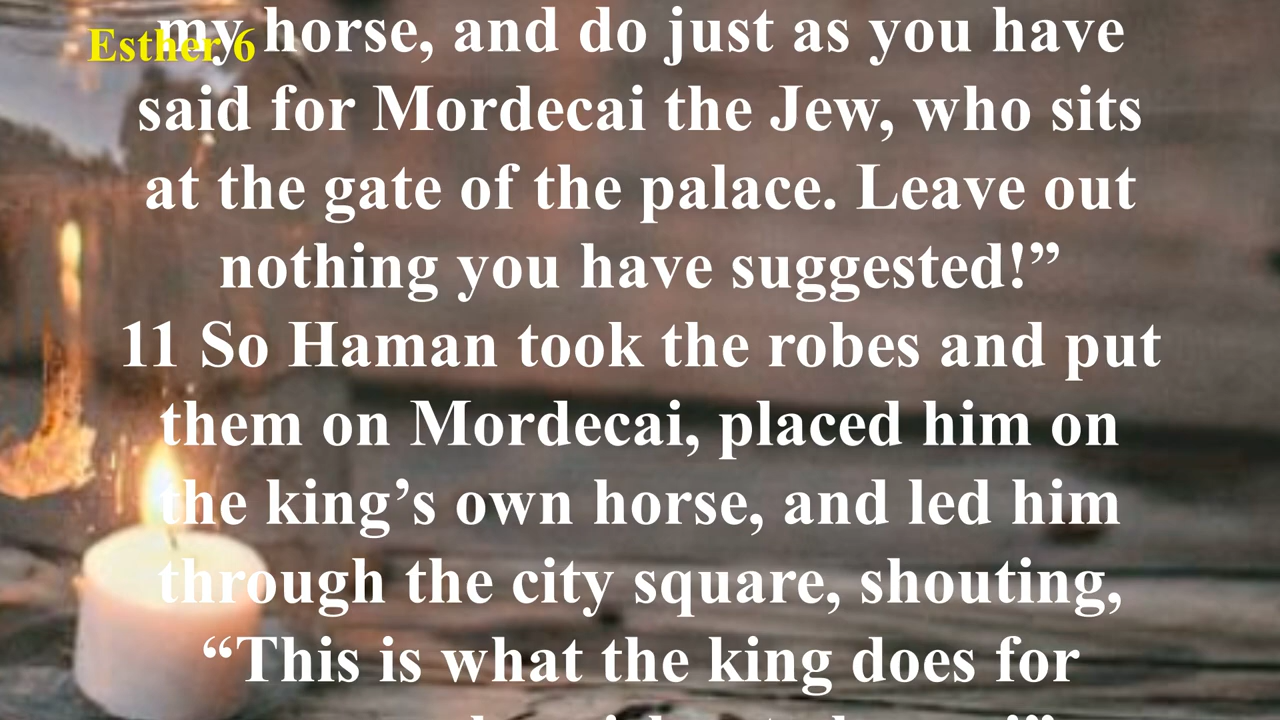 Esther 6
my horse, and do just as you have
said for Mordecai the Jew, who sits
at the gate of the palace. Leave out
nothing you have suggested!”
11 So Haman took the robes and put
them on Mordecai, placed him on
the king’s own horse, and led him
through the city square, shouting,
“This is what the king does for